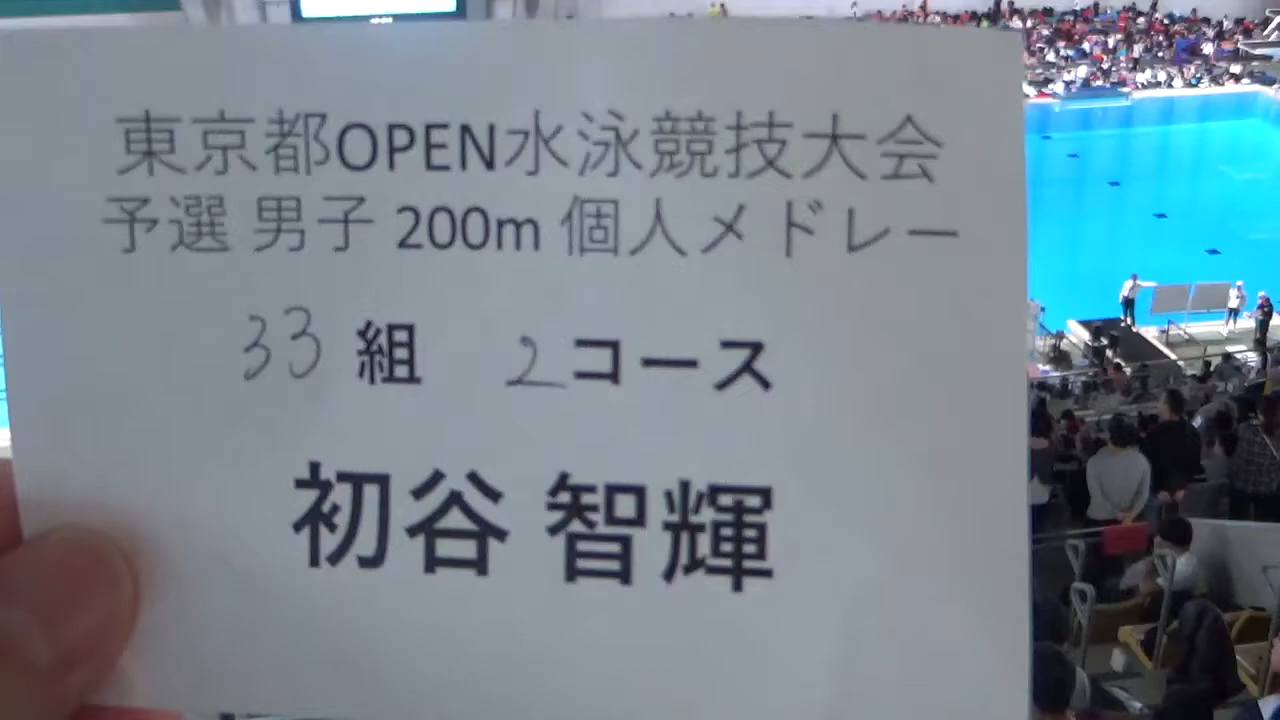 東京都OPEN水泳競技大会
予選 男子 200m 個人メドレー
33 組 2コース
初谷 智輝